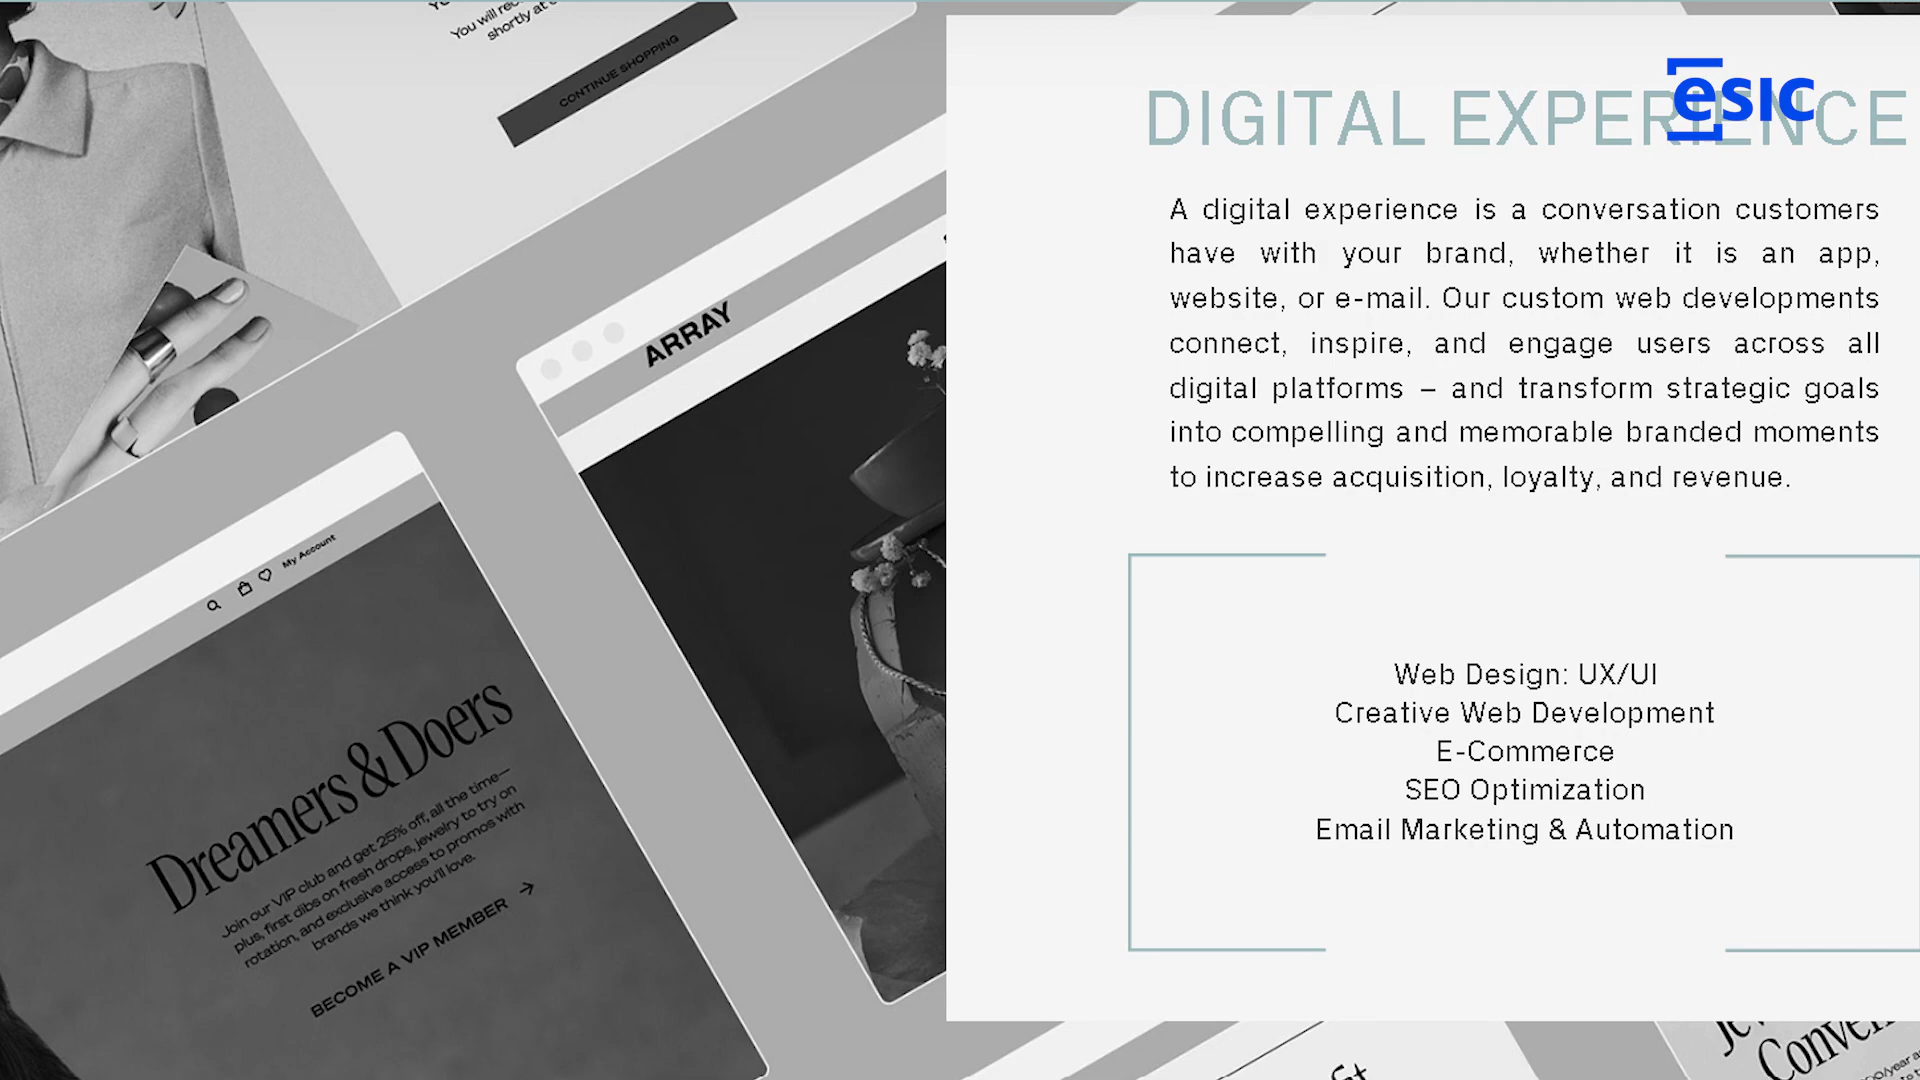 You will
shortly at
CONTINUE SHOPPING
ARRAY
My Account
Dreamers & Doers
Join our VIP club and get 25% off, all the time—
plus, first dibs on fresh drops, jewelry to try on
rotation, and exclusive access to promos with
brands we think you'll love.
BECOME A VIP MEMBER →
esic
DIGITAL EXPERIENCE
A digital experience is a conversation customers
have with your brand, whether it is an app,
website, or e-mail. Our custom web developments
connect, inspire, and engage users across all
digital platforms – and transform strategic goals
into compelling and memorable branded moments
to increase acquisition, loyalty, and revenue.
Web Design: UX/UI
Creative Web Development
E-Commerce
SEO Optimization
Email Marketing & Automation